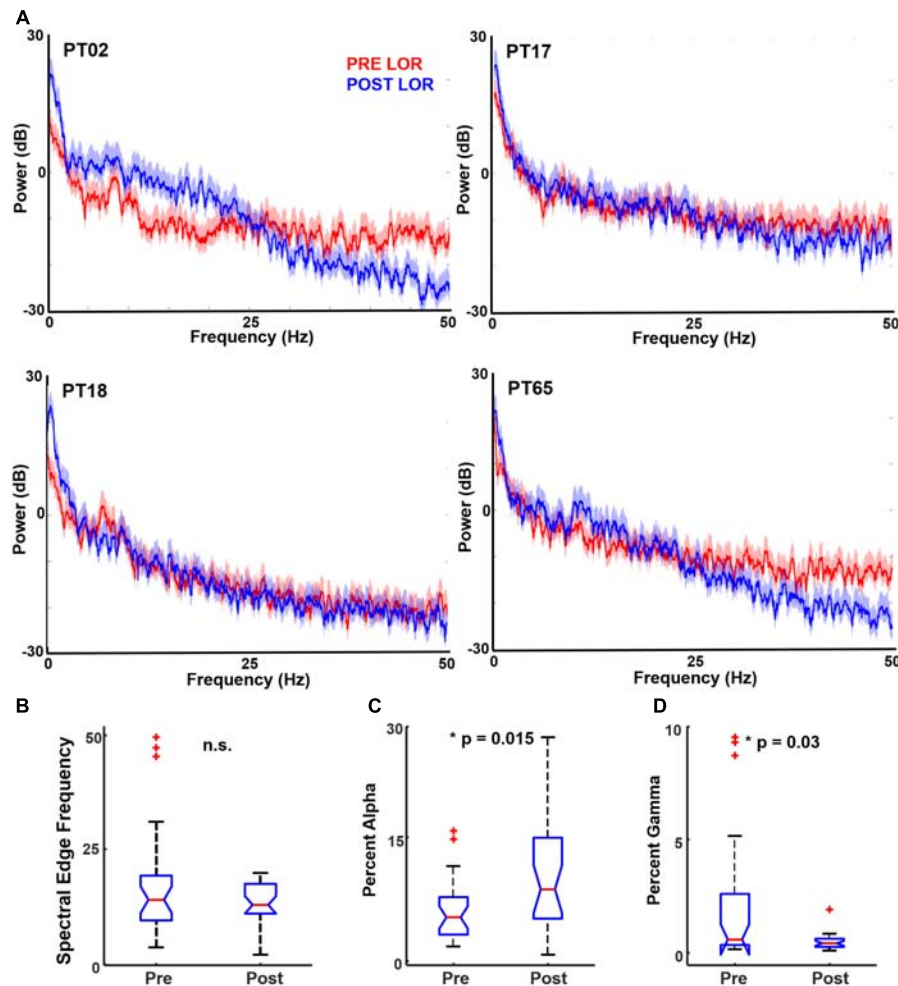 A
PT02
PRE LOR
POST LOR
30
0
-30
Power (dB)
0 25 50
Frequency (Hz)
PT17
30
0
-30
Power (dB)
0 25 50
Frequency (Hz)
PT18
30
0
-30
Power (dB)
0 25 50
Frequency (Hz)
PT65
30
0
-30
Power (dB)
0 25 50
Frequency (Hz)
B
Spectral Edge Frequency
50
25
0
n.s.
Pre Post
C
Percent Alpha
30
15
0
* p = 0.015
Pre Post
D
Percent Gamma
10
5
0
* p = 0.03
Pre Post